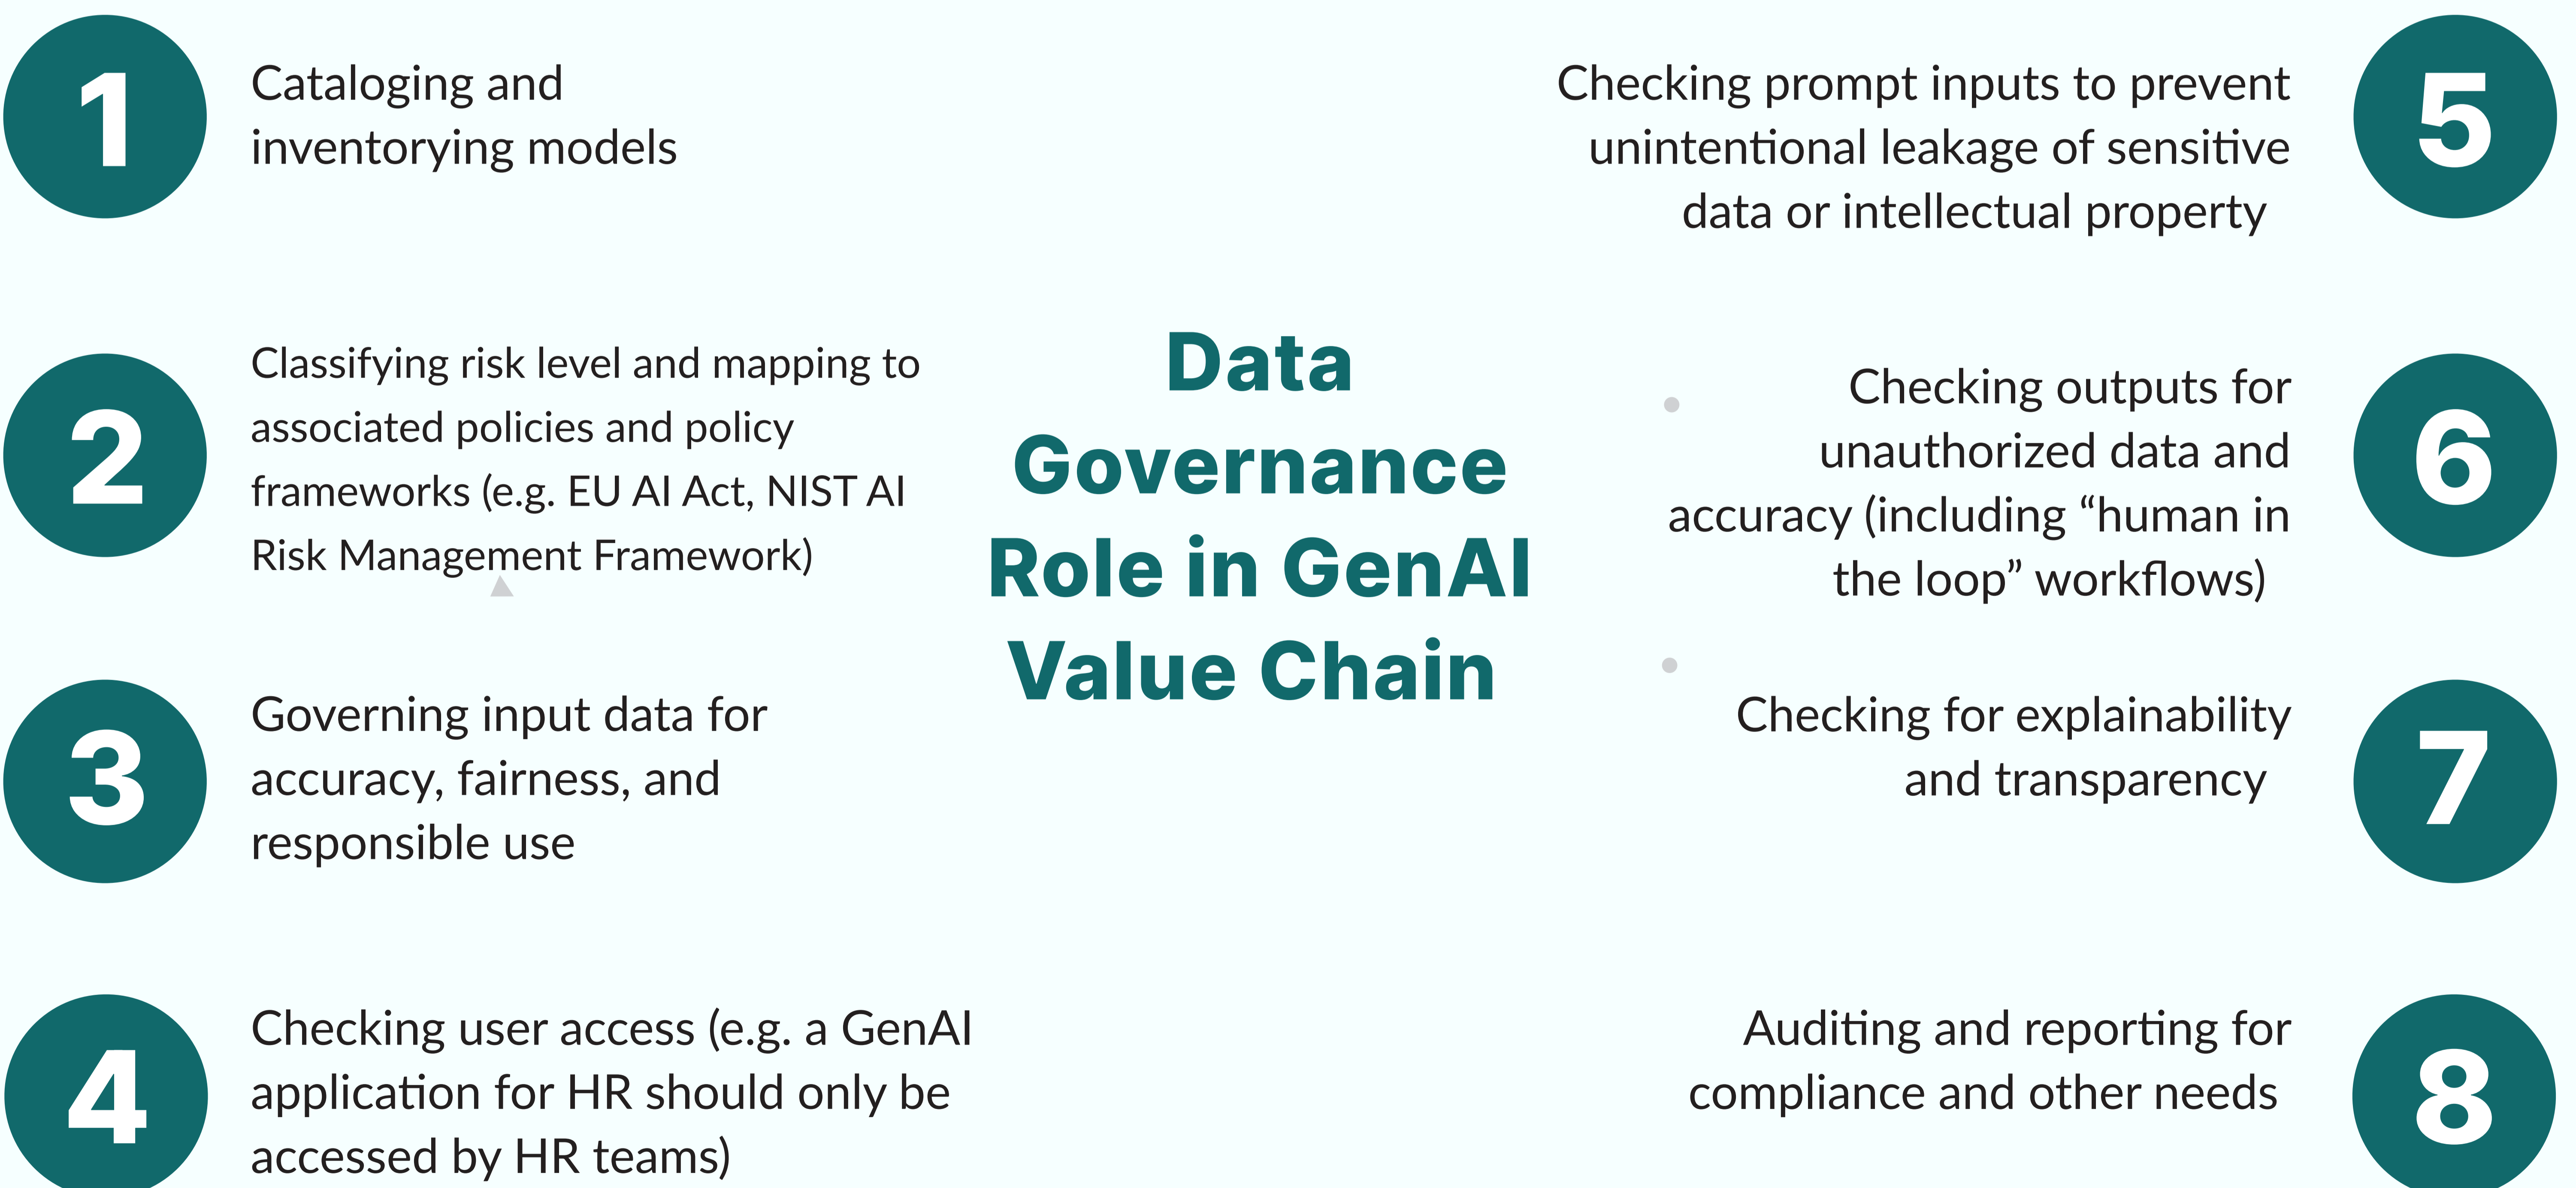 1
Cataloging and
inventorying models
2
Classifying risk level and mapping to
associated policies and policy
frameworks (e.g. EU AI Act, NIST AI
Risk Management Framework)
3
Governing input data for
accuracy, fairness, and
responsible use
4
Checking user access (e.g. a GenAI
application for HR should only be
accessed by HR teams)
Data
Governance
Role in GenAI
Value Chain
5
Checking prompt inputs to prevent
unintentional leakage of sensitive
data or intellectual property
6
Checking outputs for
unauthorized data and
accuracy (including “human in
the loop” workflows)
7
Checking for explainability
and transparency
8
Auditing and reporting for
compliance and other needs